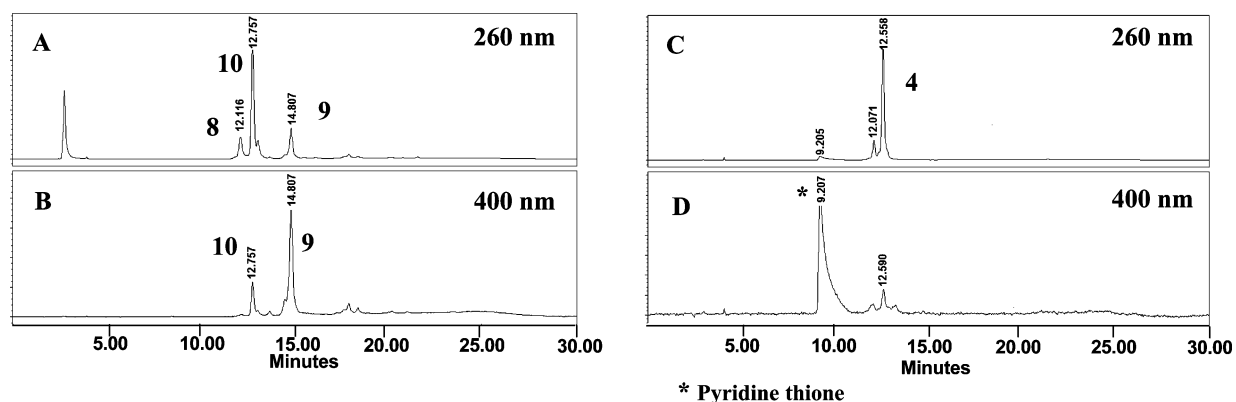 A
260 nm
8
12.116
10
12.757
14.807
9
B
400 nm
10
12.757
14.807
9
5.00 10.00 15.00 20.00 25.00 30.00
Minutes
C
260 nm
9.205
12.071
12.558
4
D
400 nm
*
9.207
12.590
5.00 10.00 15.00 20.00 25.00 30.00
Minutes
* Pyridine thione